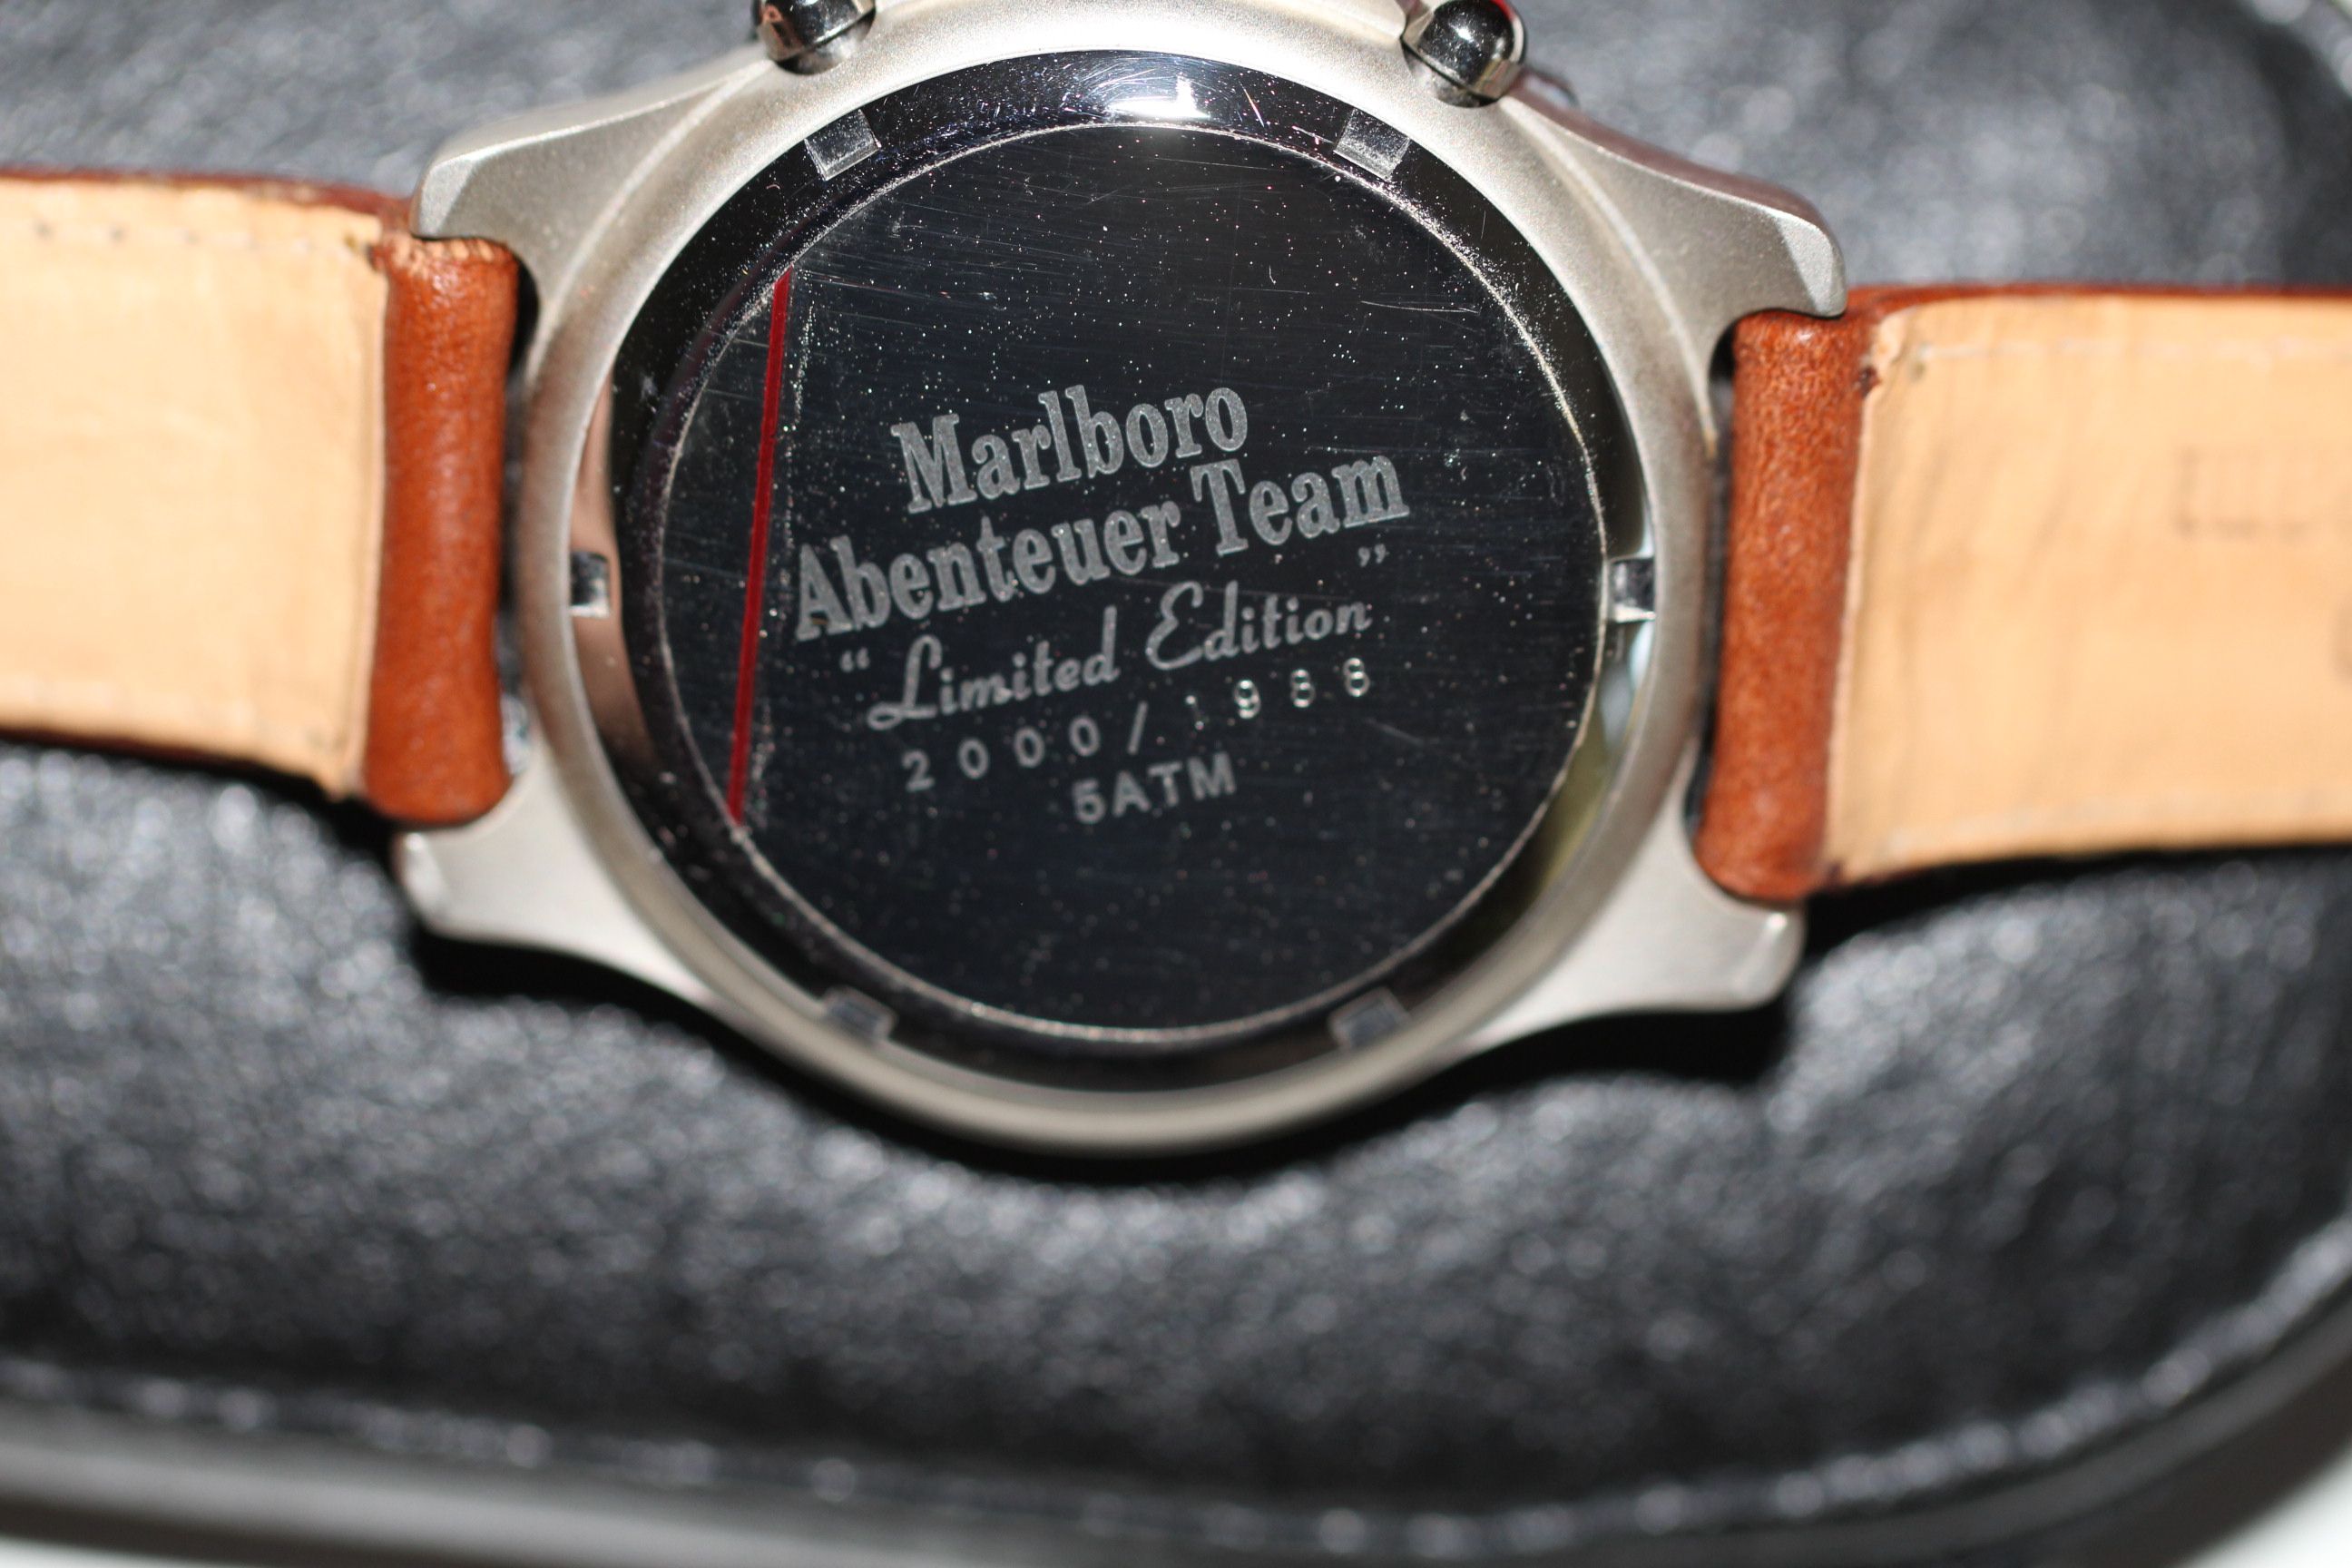 Marlboro
Abenteuer Team
“Limited Edition”
2000/1988
5ATM